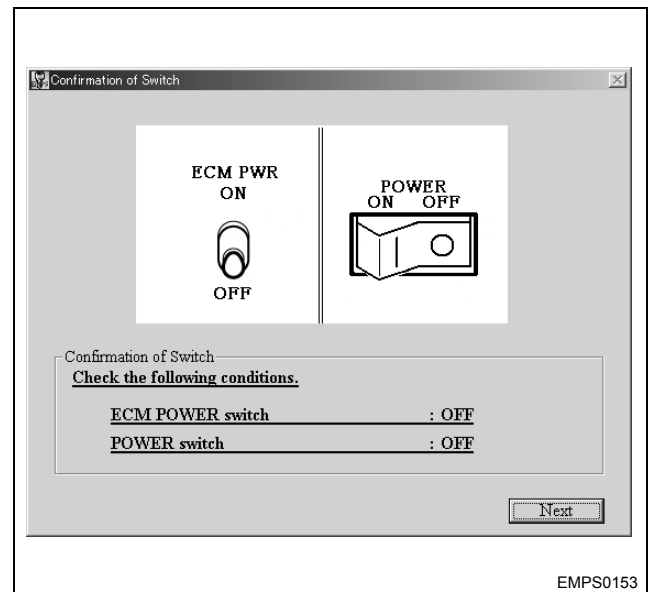 Confirmation of Switch
ECM PWR
ON
OFF
POWER
ON OFF
Confirmation of Switch
Check the following conditions.
ECM POWER switch : OFF
POWER switch : OFF
Next
EMPS0153